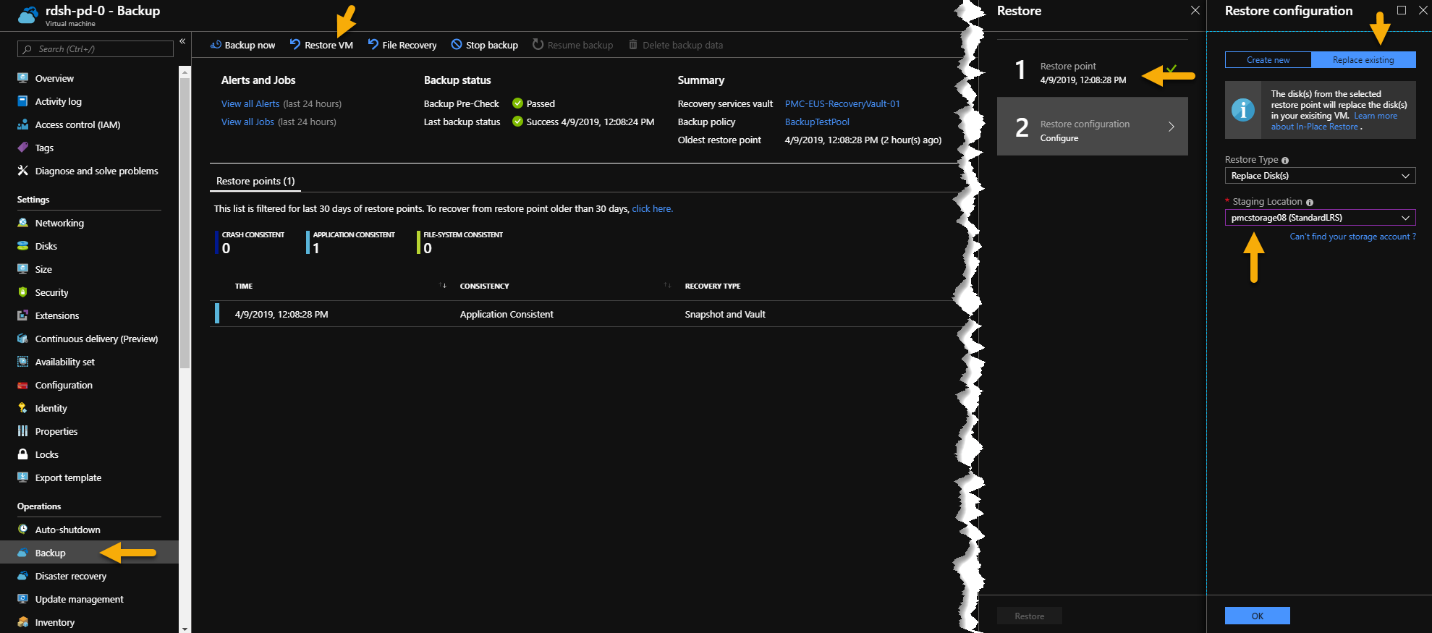 rdsh-pd-0 - Backup
Virtual machine
Search (Ctrl+/)
«
Overview
Activity log
Access control (IAM)
Tags
Diagnose and solve problems
Settings
Networking
Disks
Size
Security
Extensions
Continuous delivery (Preview)
Availability set
Configuration
Identity
Properties
Locks
Export template
Operations
Auto-shutdown
Backup
Disaster recovery
Update management
Inventory
Backup now Restore VM File Recovery Stop backup Resume backup Delete backup data
Alerts and Jobs
View all Alerts (last 24 hours)
View all Jobs (last 24 hours)
Backup status
Backup Pre-Check Passed
Last backup status Success 4/9/2019, 12:08:24 PM
Summary
Recovery services vault PMC-EUS-RecoveryVault-01
Backup policy BackupTestPool
Oldest restore point 4/9/2019, 12:08:28 PM (2 hour(s) ago)
Restore points (1)
This list is filtered for last 30 days of restore points. To recover from restore point older than 30 days, click here.
CRASH CONSISTENT
0
APPLICATION CONSISTENT
1
FILE-SYSTEM CONSISTENT
0
TIME CONSISTENCY RECOVERY TYPE
4/9/2019, 12:08:28 PM Application Consistent Snapshot and Vault
Restore
1 Restore point
4/9/2019, 12:08:28 PM
2 Restore configuration
Configure
Restore
Restore configuration
Create new Replace existing
The disk(s) from the selected
restore point will replace the disk(s)
in your exisiting VM. Learn more
about In-Place Restore .
Restore Type
Replace Disk(s)
* Staging Location
pmcstorage08 (StandardLRS)
Can't find your storage account ?
OK